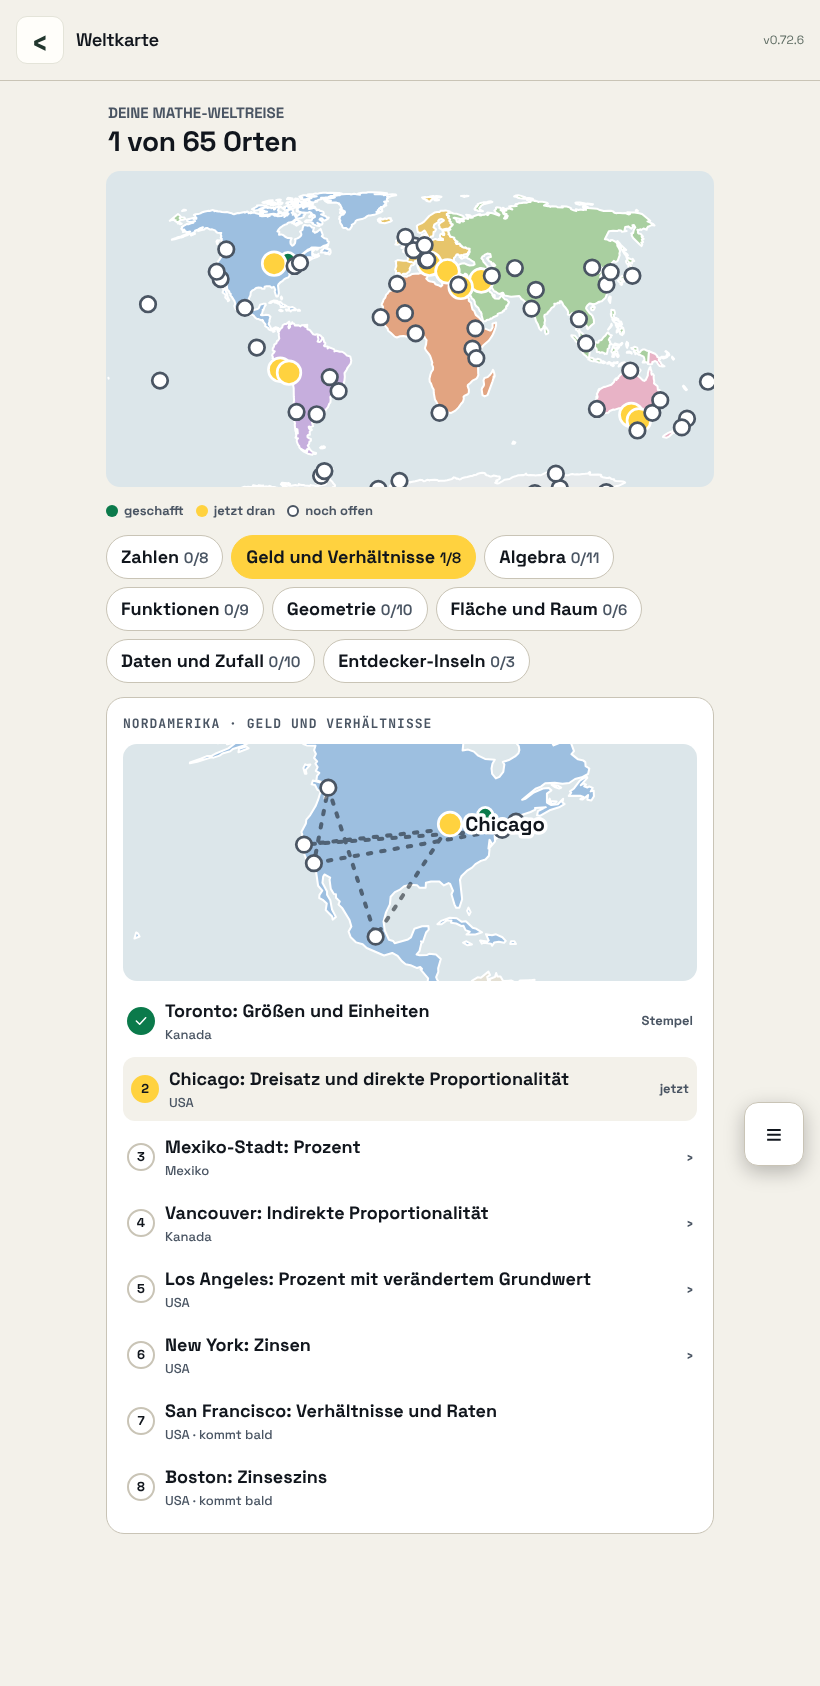 <
Weltkarte
v0.72.6
DEINE MATHE-WELTREISE
1 von 65 Orten
geschafft jetzt dran noch offen
Zahlen 0/8 Geld und Verhältnisse 1/8 Algebra 0/11
Funktionen 0/9 Geometrie 0/10 Fläche und Raum 0/6
Daten und Zufall 0/10 Entdecker-Inseln 0/3
NORDAMERIKA · GELD UND VERHÄLTNISSE
Chicago
Toronto: Größen und Einheiten
Kanada
Stempel
2
Chicago: Dreisatz und direkte Proportionalität
USA
jetzt
3
Mexiko-Stadt: Prozent
Mexiko
>
4
Vancouver: Indirekte Proportionalität
Kanada
>
5
Los Angeles: Prozent mit verändertem Grundwert
USA
>
6
New York: Zinsen
USA
>
7
San Francisco: Verhältnisse und Raten
USA · kommt bald
8
Boston: Zinseszins
USA · kommt bald